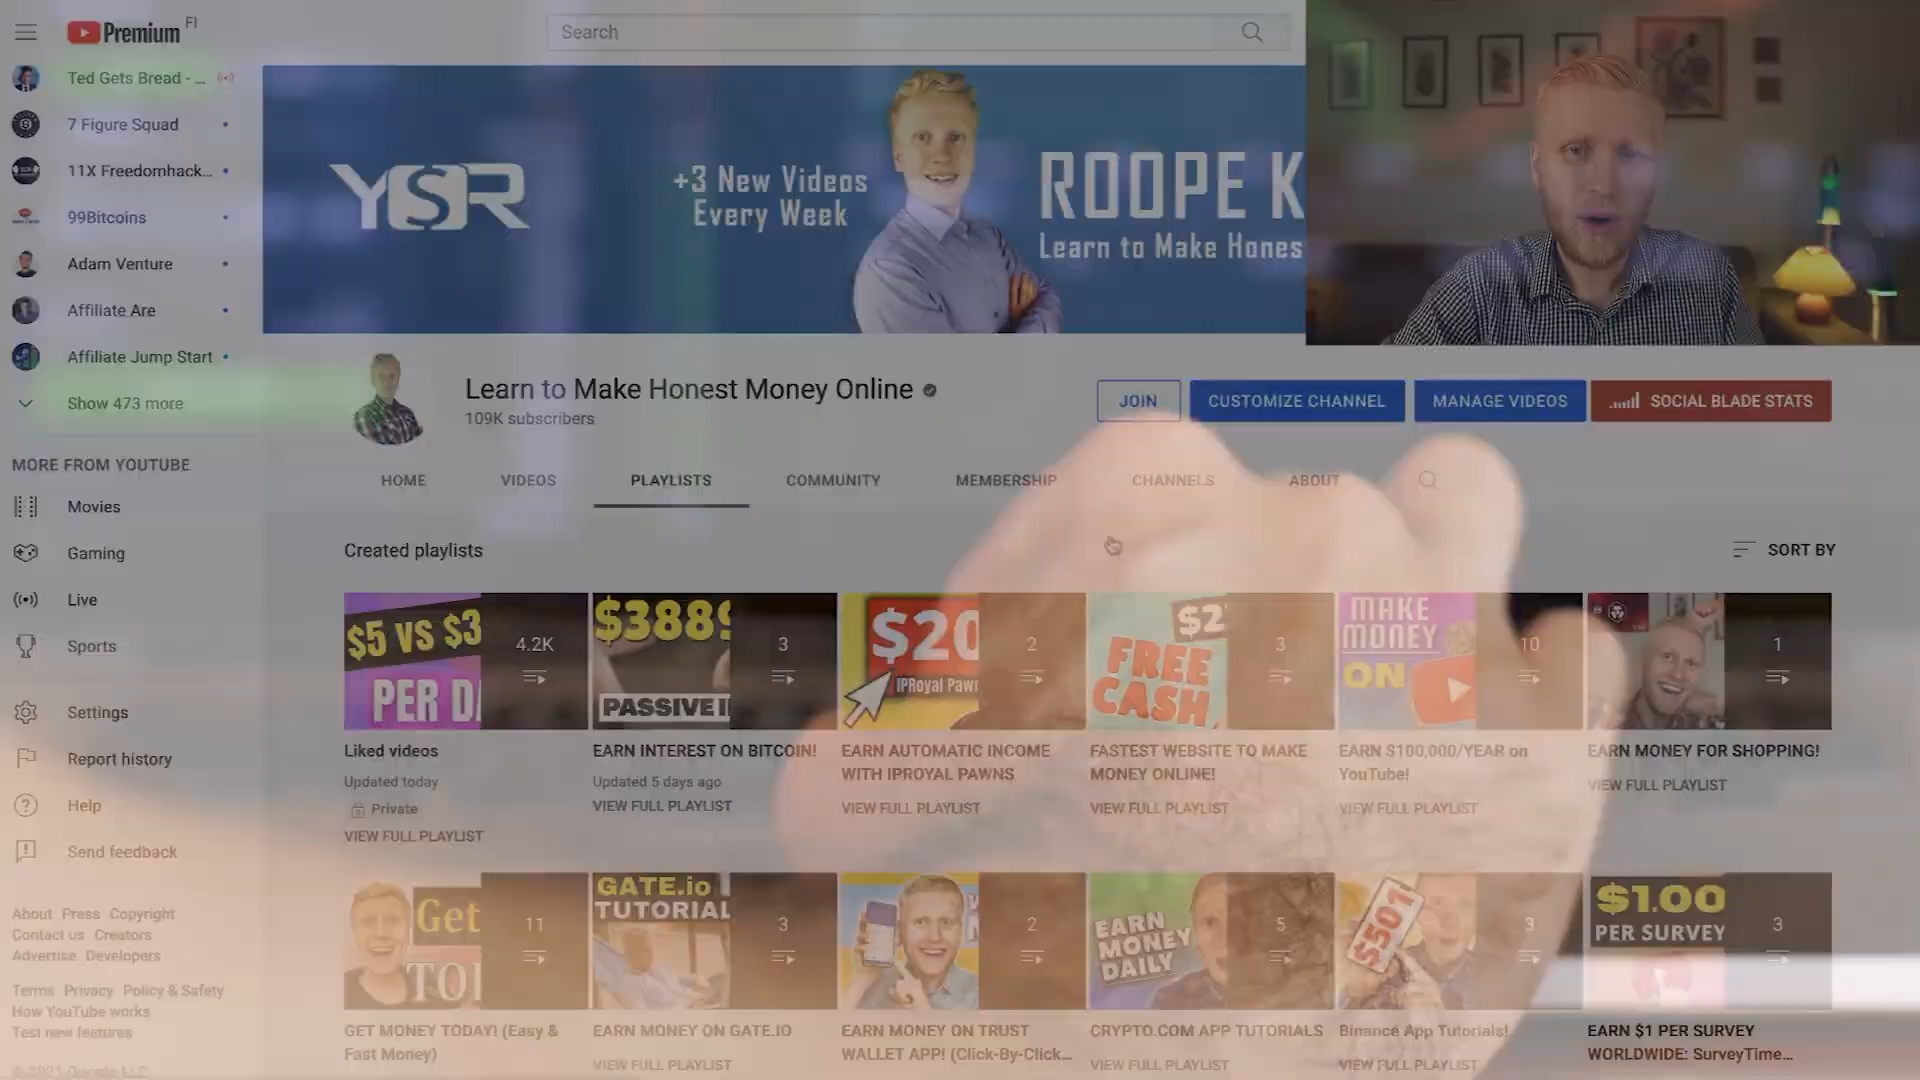 Premium FI
Search
Ted Gets Bread - ...
7 Figure Squad
11X Freedomhack...
99Bitcoins
Adam Venture
Affiliate Are
Affiliate Jump Start
Show 473 more
MORE FROM YOUTUBE
Movies
Gaming
Live
Sports
Settings
Report history
Help
Send feedback
About Press Copyright
Contact us Creators
Advertise Developers
Terms Privacy Policy & Safety
How YouTube works
Test new features
© 2021 Google LLC
YSR
+3 New Videos
Every Week
ROOPE K
Learn to Make Hones
Learn to Make Honest Money Online
109K subscribers
JOIN
CUSTOMIZE CHANNEL
MANAGE VIDEOS
SOCIAL BLADE STATS
HOME
VIDEOS
PLAYLISTS
COMMUNITY
MEMBERSHIP
CHANNELS
ABOUT
Created playlists
SORT BY
$5 VS $3
PER DA
4.2K
Liked videos
Updated today
Private
VIEW FULL PLAYLIST
$3889
PASSIVE I
3
EARN INTEREST ON BITCOIN!
Updated 5 days ago
VIEW FULL PLAYLIST
$20
IPRoyal Pawn
2
EARN AUTOMATIC INCOME
WITH IPROYAL PAWNS
VIEW FULL PLAYLIST
$2
FREE
CASH
3
FASTEST WEBSITE TO MAKE
MONEY ONLINE!
VIEW FULL PLAYLIST
MAKE
MONEY
ON
10
EARN $100,000/YEAR on
YouTube!
VIEW FULL PLAYLIST
1
EARN MONEY FOR SHOPPING!
VIEW FULL PLAYLIST
Get
TO
11
GET MONEY TODAY! (Easy &
Fast Money)
GATE.io
TUTORIAL
3
EARN MONEY ON GATE.IO
VIEW FULL PLAYLIST
2
EARN MONEY ON TRUST
WALLET APP! (Click-By-Click...
EARN
MONEY
DAILY
5
CRYPTO.COM APP TUTORIALS
VIEW FULL PLAYLIST
$501
3
Binance App Tutorials!
VIEW FULL PLAYLIST
$1.00
PER SURVEY
3
EARN $1 PER SURVEY
WORLDWIDE: SurveyTime...